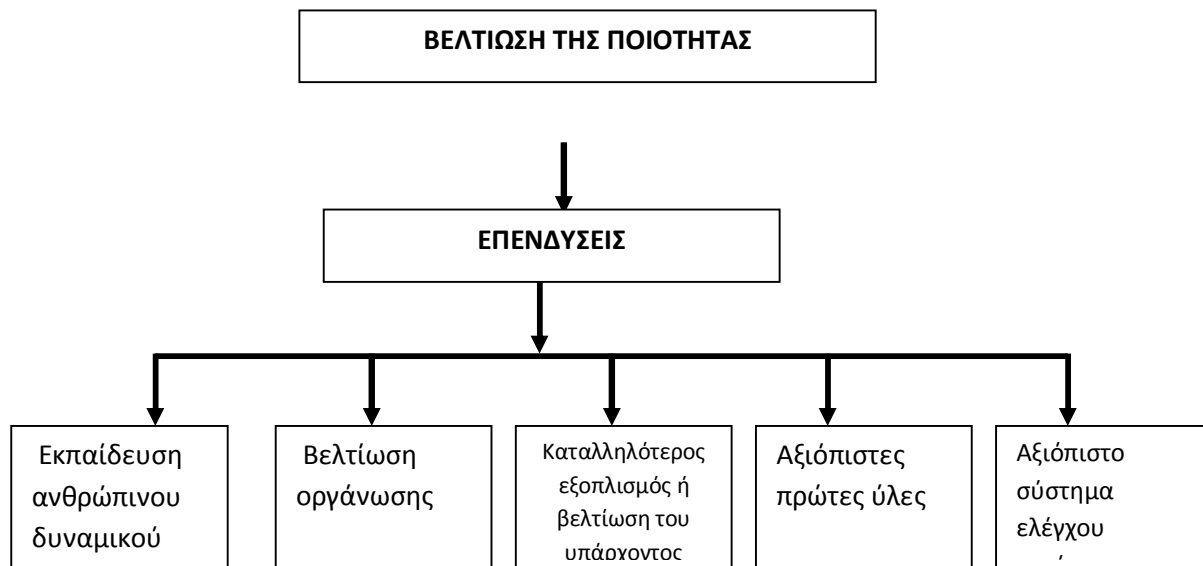 ΒΕΛΤΙΩΣΗ ΤΗΣ ΠΟΙΟΤΗΤΑΣ
ΕΠΕΝΔΥΣΕΙΣ
Εκπαίδευση
ανθρώπινου
δυναμικού
Βελτίωση
οργάνωσης
Καταλληλότερος
εξοπλισμός ή
βελτίωση του
υπάρχοντος
Αξιόπιστες
πρώτες ύλες
Αξιόπιστο
σύστημα
ελέγχου